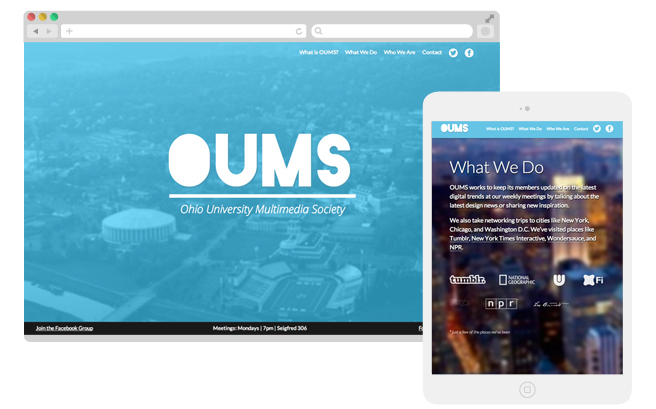 What is OUMS? What We Do Who We Are Contact
OUMS
Ohio University Multimedia Society
Join the Facebook Group
Meetings: Mondays | 7pm | Seigfred 306
OUMS What is OUMS? What We Do Who We Are Contact
What We Do
OUMS works to keep its members updated on the latest
digital trends at our weekly meetings by talking about the
latest design news or sharing new inspiration.
We also take networking trips to cities like New York,
Chicago, and Washington D.C. We've visited places like
Tumblr, New York Times Interactive, Wondersauce, and
NPR.
tumblr. NATIONAL
GEOGRAPHIC
Fi
npr
* just a few of the places we've been